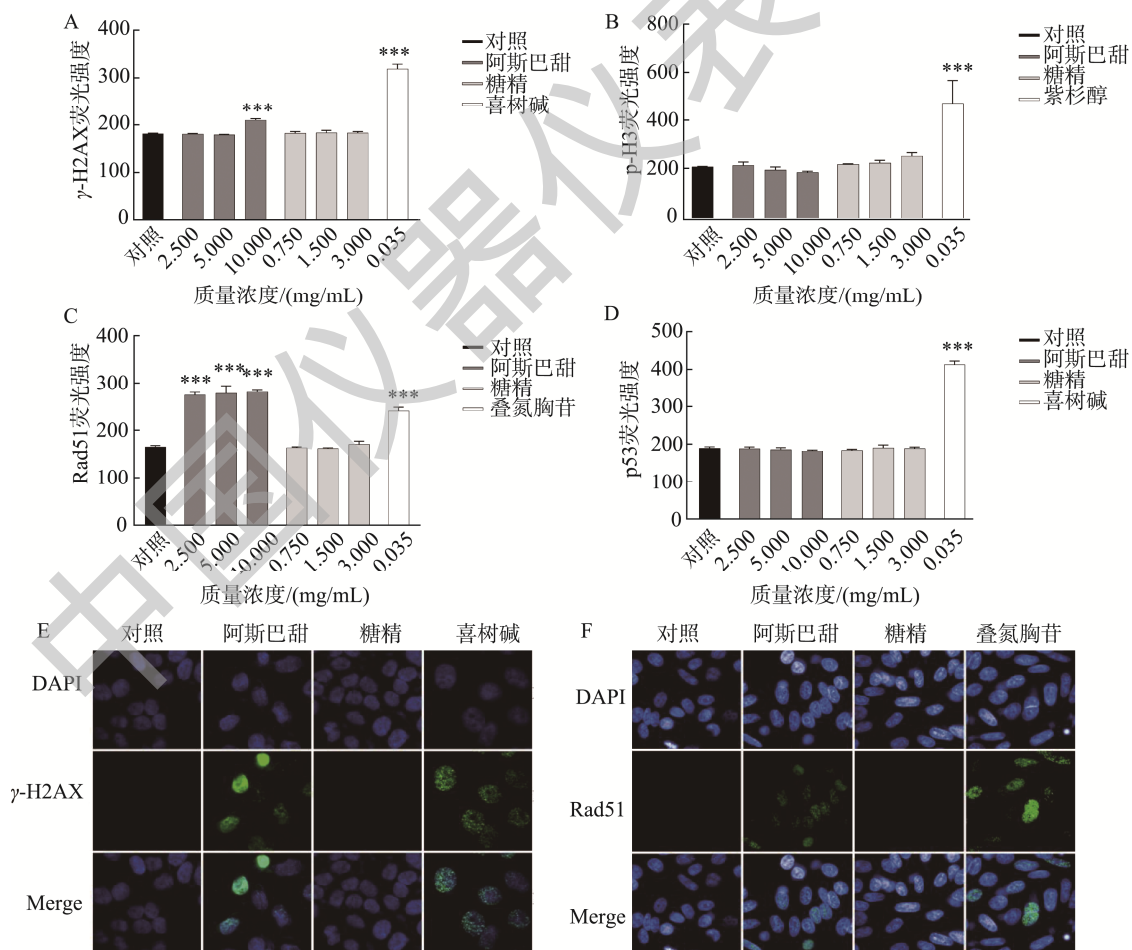 A
γ-H2AX荧光强度
400
300
200
100
0
***
***
对照
阿斯巴甜
糖精
喜树碱
对照
2.500
5.000
10.000
0.750
1.500
3.000
0.035
质量浓度/(mg/mL)
B
p-H3荧光强度
800
600
400
200
0
***
对照
阿斯巴甜
糖精
紫杉醇
对照
2.500
5.000
10.000
0.750
1.500
3.000
0.035
质量浓度/(mg/mL)
C
Rad51荧光强度
400
300
200
100
0
***
***
***
***
对照
阿斯巴甜
糖精
叠氮胸苷
对照
2.500
5.000
10.000
0.750
1.500
3.000
0.035
质量浓度/(mg/mL)
D
p53荧光强度
500
400
300
200
100
0
***
对照
阿斯巴甜
糖精
喜树碱
对照
2.500
5.000
10.000
0.750
1.500
3.000
0.035
质量浓度/(mg/mL)
E
对照 阿斯巴甜 糖精 喜树碱
DAPI
γ-H2AX
Merge
F
对照 阿斯巴甜 糖精 叠氮胸苷
DAPI
Rad51
Merge
中国仪器仪表